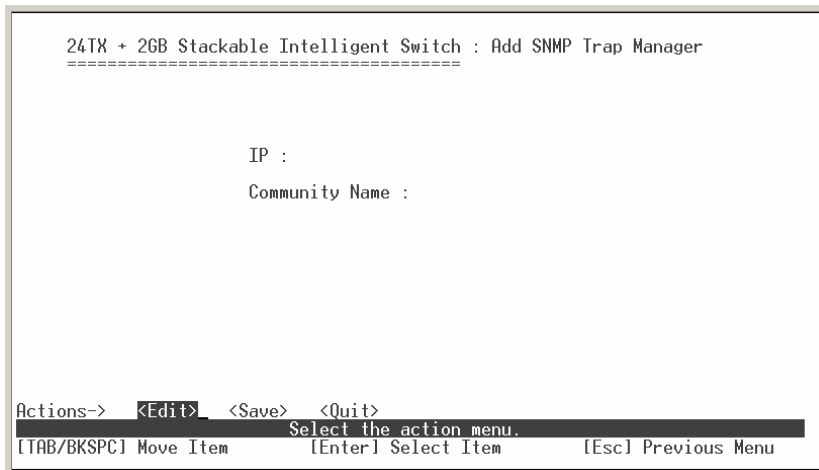 24TX + 2GB Stackable Intelligent Switch : Add SNMP Trap Manager
=======================================
IP :
Community Name :
Actions-> <Edit>_ <Save> <Quit>
Select the action menu.
[TAB/BKSPC] Move Item [Enter] Select Item [Esc] Previous Menu